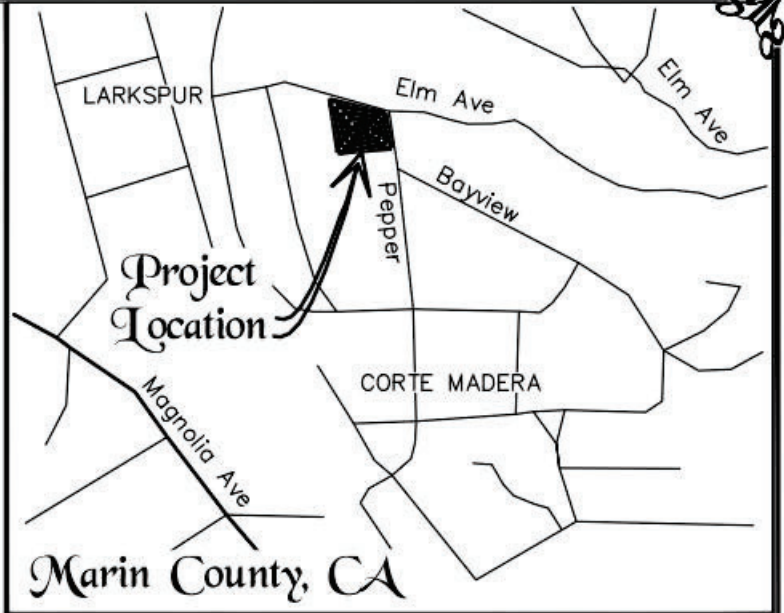 Elm Ave
Elm Ave
LARKSPUR
Pepper
Bayview
Project
Location
CORTE MADERA
Magnolia Ave
Marin County, CA